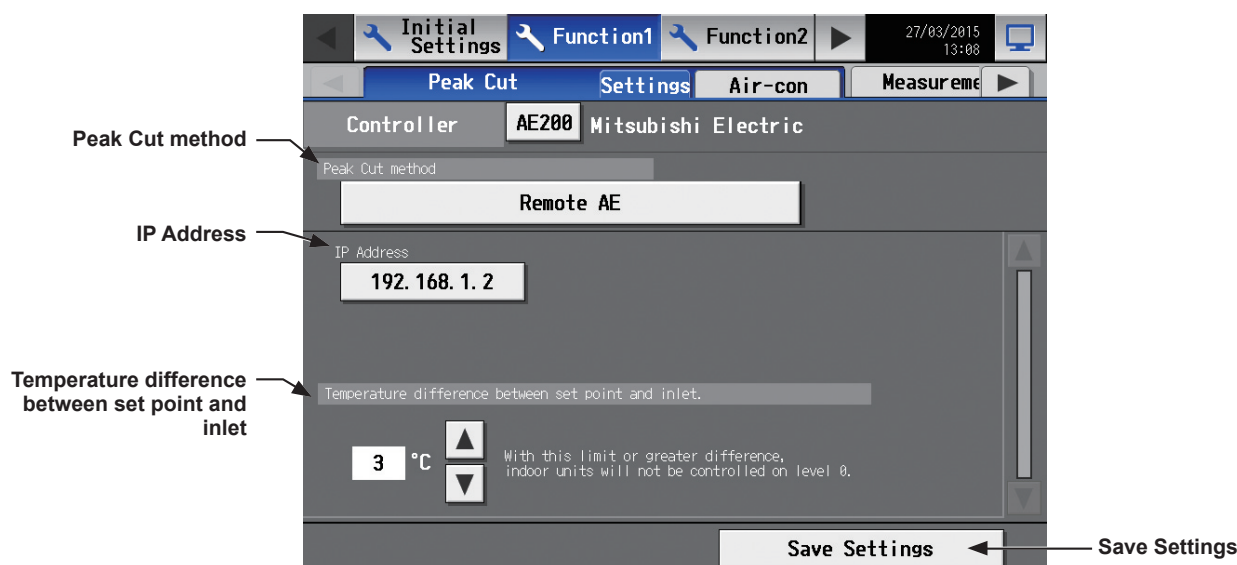 Initial Settings Function1 Function2 27/03/2015
13:08
Peak Cut Settings Air-con Measureme
Controller AE200 Mitsubishi Electric
Peak Cut method
Peak Cut method
Remote AE
IP Address
IP Address
192.168.1.2
Temperature difference
between set point and
inlet
Temperature difference between set point and inlet.
3 °C
With this limit or greater difference,
indoor units will not be controlled on level 0.
Save Settings
Save Settings